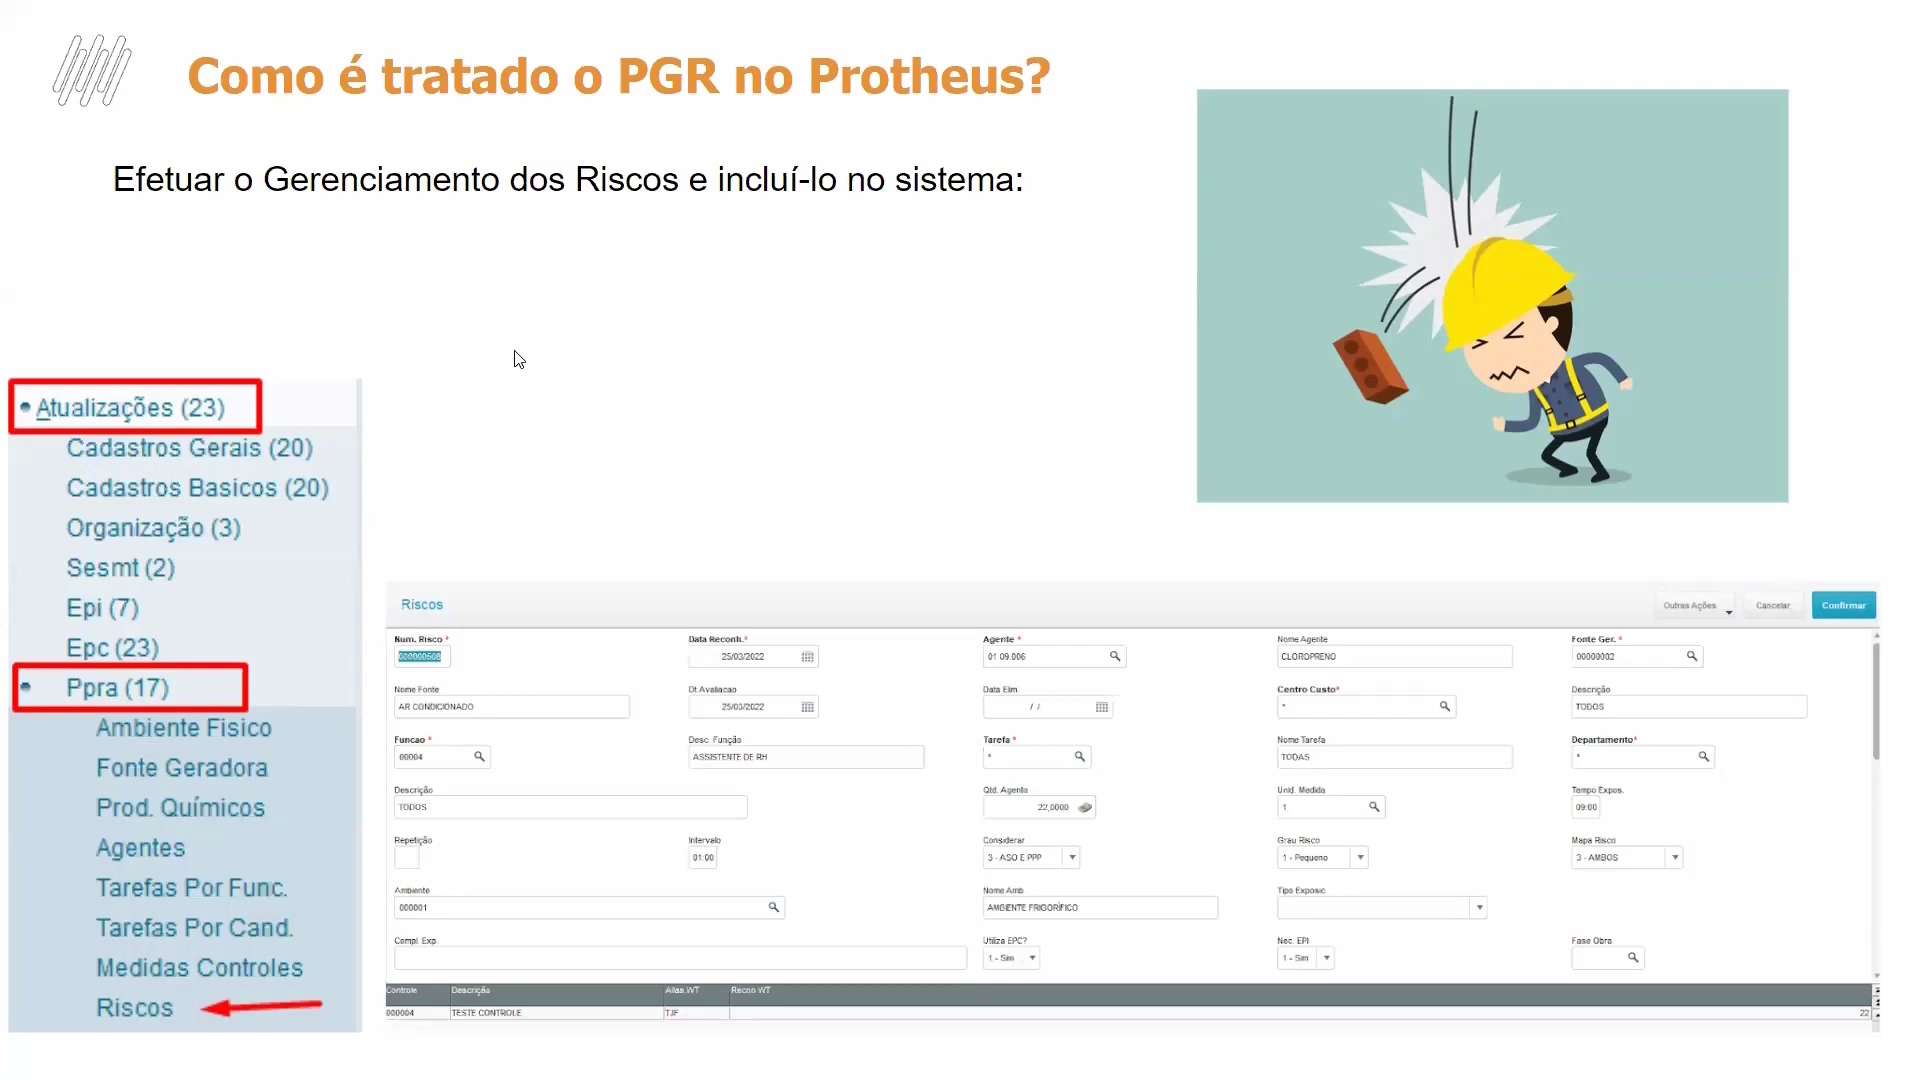 Como é tratado o PGR no Protheus?
Efetuar o Gerenciamento dos Riscos e incluí-lo no sistema:
Atualizações (23)
Cadastros Gerais (20)
Cadastros Basicos (20)
Organização (3)
Sesmt (2)
Epi (7)
Epc (23)
Ppra (17)
Ambiente Fisico
Fonte Geradora
Prod. Químicos
Agentes
Tarefas Por Func.
Tarefas Por Cand.
Medidas Controles
Riscos
Riscos Outras Ações Cancelar Confirmar
Num. Risco * Data Reconh.* Agente * Nome Agente Fonte Ger. *
000000508 25/03/2022 01 09.006 CLOROPRENO 00000002
Nome Fonte Dt.Avaliacao Data Elim Centro Custo* Descrição
AR CONDICIONADO 25/03/2022 / / * TODOS
Funcao * Desc. Função Tarefa * Nome Tarefa Departamento*
00004 ASSISTENTE DE RH * TODAS *
Descrição Qtd. Agente Unid. Medida Tempo Expos.
TODOS 22,0000 1 09:00
Repetição Intervalo Considerar Grau Risco Mapa Risco
01:00 3 - ASO E PPP 1 - Pequeno 3 - AMBOS
Ambiente Nome Amb. Tipo Exposic
000001 AMBIENTE FRIGORÍFICO
Compl. Exp. Utiliza EPC? Nec. EPI Fase Obra
1 - Sim 1 - Sim
Controle Descrição Alias WT Recno WT
000004 TESTE CONTROLE TJF 22